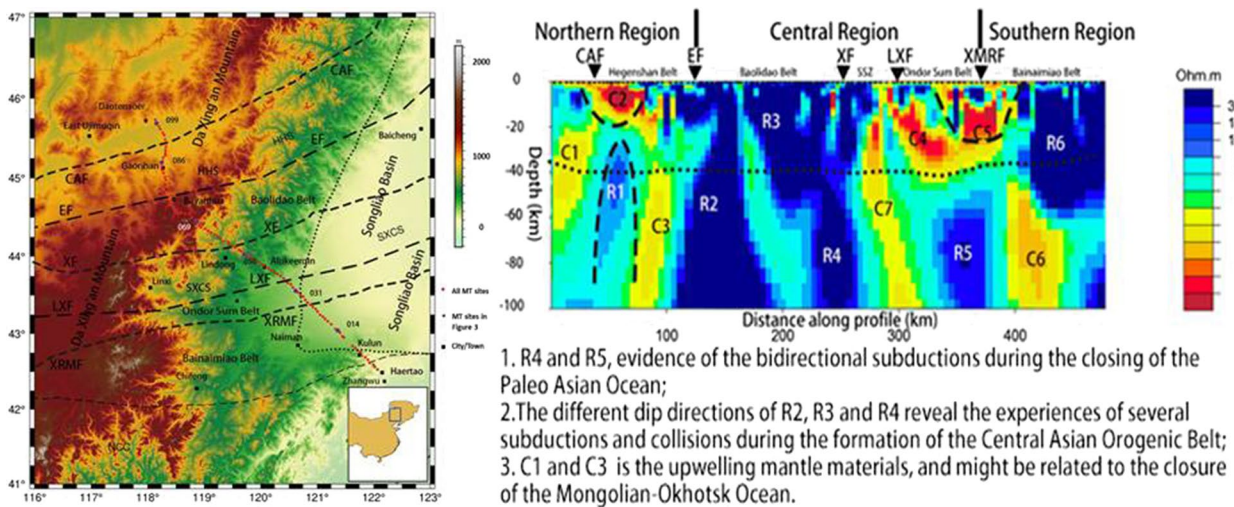 47°
46°
45°
44°
43°
42°
41°
116°
117°
118°
119°
120°
121°
122°
123°
Da Xing'an Mountain
CAF
Daotenuoer
099
East Ujmuqin
EF
Baicheng
HHS
Gaorihan
086
HHS
CAF
Songliao Basin
EF
Baolidao Belt
069
XF
SXCS
XF
Lindong
Linxi
SXCS
LXF
031
LXF
Ondor Sum Belt
Da Xing'an Mountain
XRMF
014
Songliao Basin
Naiman
Kulun
XRMF
Bainaimiao Belt
Chifeng
Haertao
Zhangwu
NCC
m
2000
1000
0
All MT sites
MT sites in
Figure 3
City/Town
Northern Region
Central Region
Southern Region
CAF
EF
XF
LXF
XMRF
Hegenshan Belt
Baolidao Belt
SSZ
Ondor Sum Belt
Bainaimiao Belt
Ohm.m
0
-20
-40
-60
-80
-100
Depth (km)
C1
C2
C3
C4
C5
C6
C7
R1
R2
R3
R4
R5
R6
3
1
1
100
400
Distance along profile (km)
1. R4 and R5, evidence of the bidirectional subductions during the closing of the
Paleo Asian Ocean;
2.The different dip directions of R2, R3 and R4 reveal the experiences of several
subductions and collisions during the formation of the Central Asian Orogenic Belt;
3. C1 and C3 is the upwelling mantle materials, and might be related to the closure
of the Mongolian-Okhotsk Ocean.